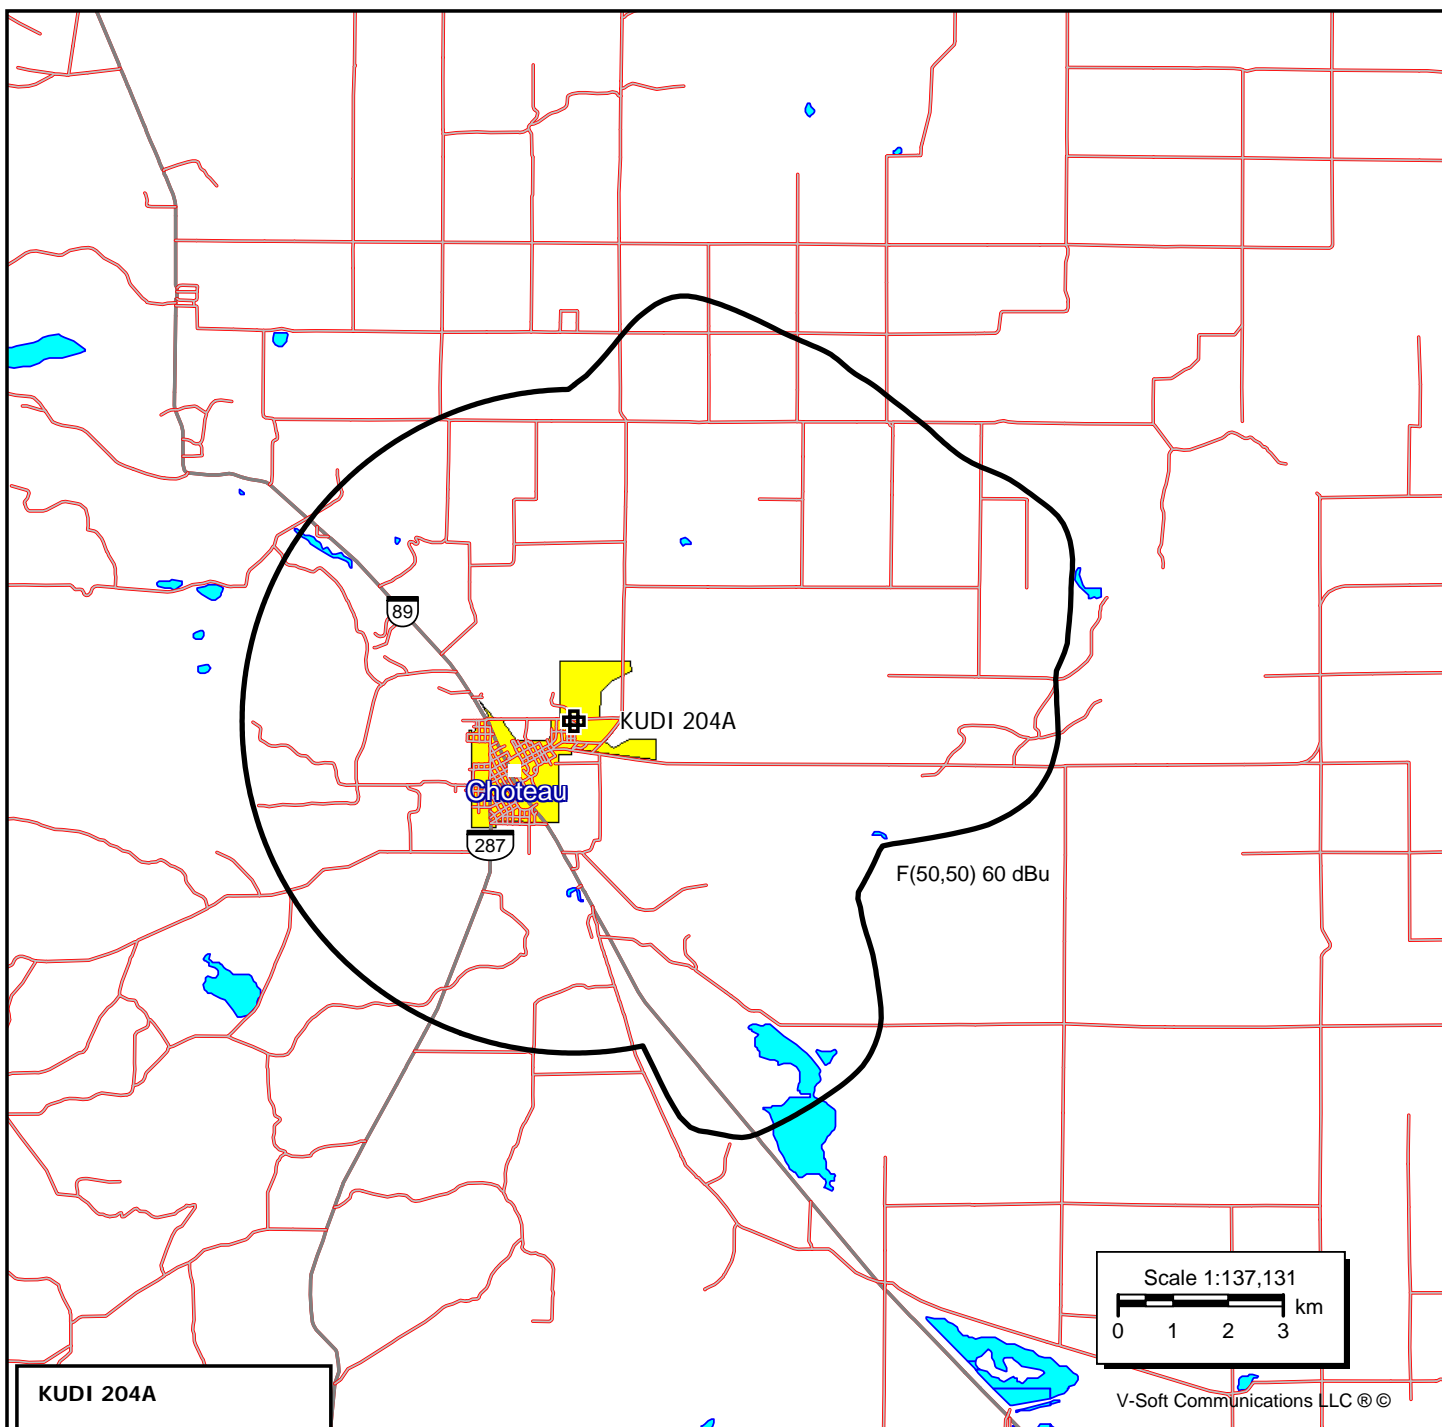 89
KUDI 204A
Choteau
287
F(50,50) 60 dBu
Scale 1:137,131
km
0 1 2 3
KUDI 204A
V-Soft Communications LLC ® ©